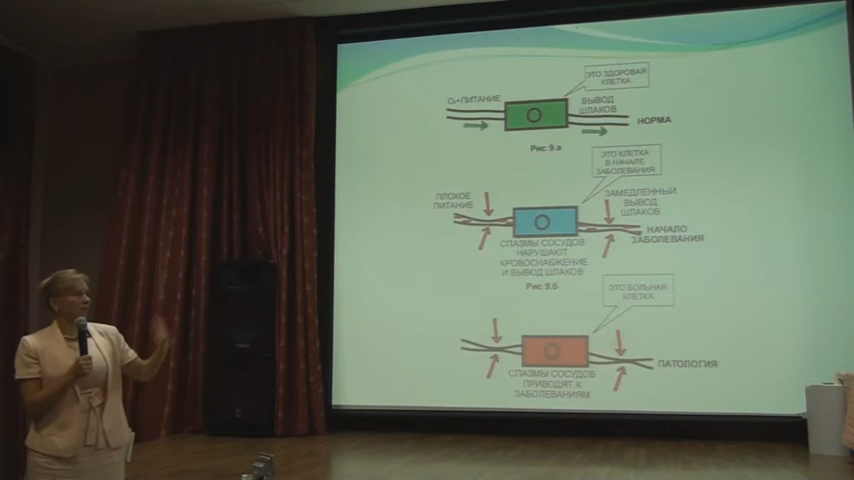 ЭТО ЗДОРОВАЯ
КЛЕТКА
О₂+ПИТАНИЕ
ВЫВОД
ШЛАКОВ
НОРМА
Рис 9.а
ЭТО КЛЕТКА
В НАЧАЛЕ
ЗАБОЛЕВАНИЯ
ПЛОХОЕ
ПИТАНИЕ
ЗАМЕДЛЕННЫЙ
ВЫВОД
ШЛАКОВ
НАЧАЛО
ЗАБОЛЕВАНИЯ
СПАЗМЫ СОСУДОВ
НАРУШАЮТ
КРОВОСНАБЖЕНИЕ
И ВЫВОД ШЛАКОВ
Рис 9.б
ЭТО БОЛЬНАЯ
КЛЕТКА
ПАТОЛОГИЯ
СПАЗМЫ СОСУДОВ
ПРИВОДЯТ К
ЗАБОЛЕВАНИЯМ